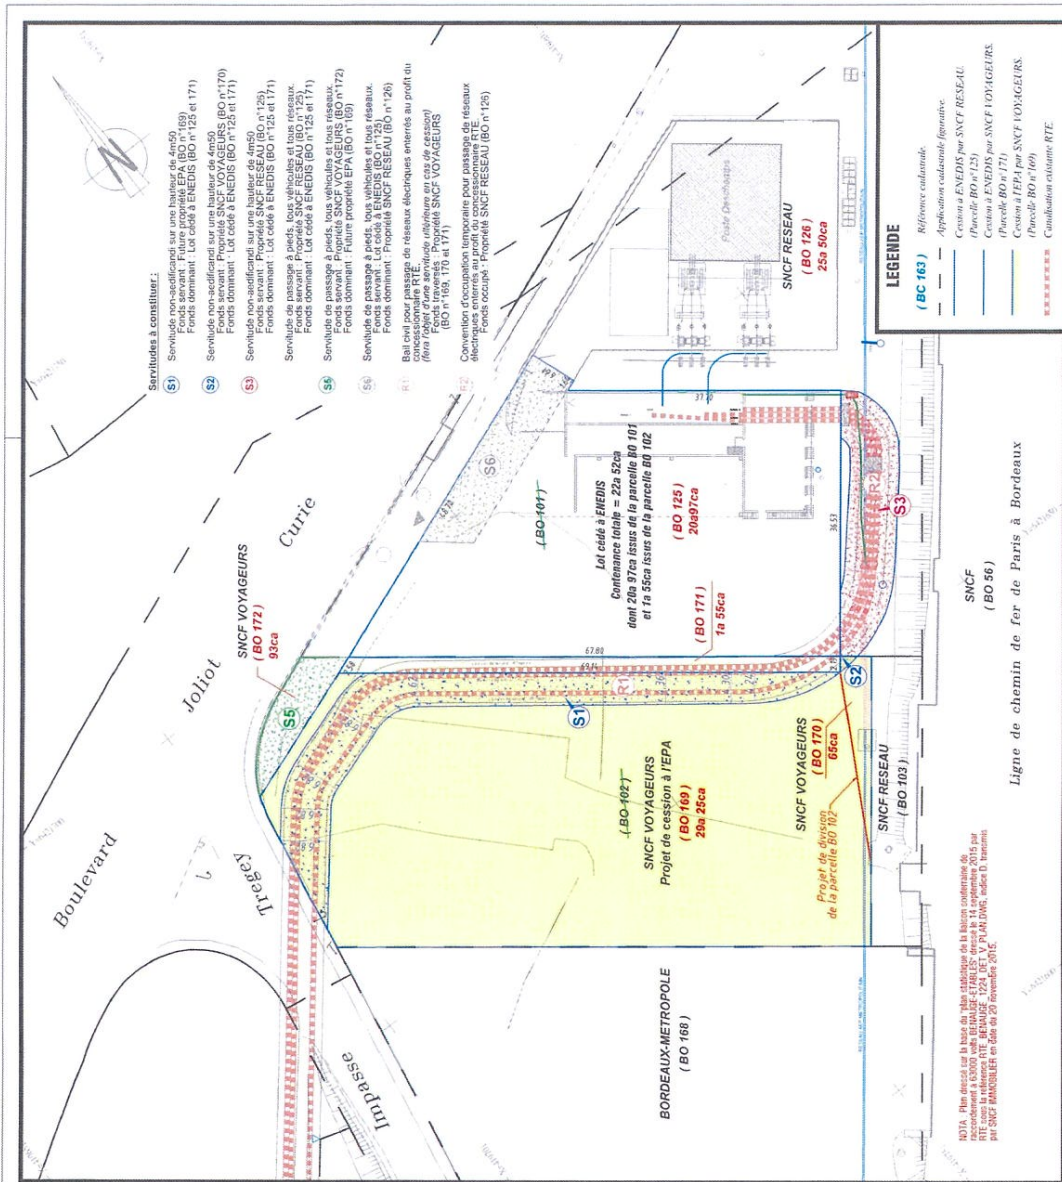 Servitudes à constituer :
S1
Servitude non-aedificandi sur une hauteur de 4m50
Fonds servant : Future propriété EPA (BO n°169)
Fonds dominant : Lot cédé à ENEDIS (BO n°125 et 171)
S2
Servitude non-aedificandi sur une hauteur de 4m50
Fonds servant : Propriété SNCF VOYAGEURS (BO n°170)
Fonds dominant : Lot cédé à ENEDIS (BO n°125 et 171)
S3
Servitude non-aedificandi sur une hauteur de 4m50
Fonds servant : Propriété SNCF RESEAU (BO n°125)
Fonds dominant : Lot cédé à ENEDIS (BO n°125 et 171)
Servitude de passage à pieds, tous véhicules et tous réseaux.
Fonds servant : Propriété SNCF RESEAU (BO n°125)
Fonds dominant : Lot cédé à ENEDIS (BO n°125 et 171)
S5
Servitude de passage à pieds, tous véhicules et tous réseaux.
Fonds servant : Propriété SNCF VOYAGEURS (BO n°172)
Fonds dominant : Future propriété EPA (BO n°169)
S6
Servitude de passage à pieds, tous véhicules et tous réseaux.
Fonds servant : Lot cédé à ENEDIS (BO n°125)
Fonds dominant : Propriété SNCF RESEAU (BO n°126)
R1
Bail civil pour passage de réseaux électriques enterrés au profit du
concessionnaire RTE.
(fera l'objet d'une servitude ultérieure en cas de cession)
Fonds traversés : Propriété SNCF VOYAGEURS
(BO n°169, 170 et 171)
R2
Convention d'occupation temporaire pour passage de réseaux
électriques enterrés au profit du concessionnaire RTE.
Fonds occupé : Propriété SNCF RESEAU (BO n°126)
N
Boulevard
Joliot
Curie
Impasse
Tragey
SNCF VOYAGEURS
( BO 172 )
93ca
S5
S6
( BO 101 )
Lot cédé à ENEDIS
Contenance totale = 22a 52ca
dont 20a 97ca issus de la parcelle BO 101
et 1a 55ca issus de la parcelle BO 102
( BO 125 )
20a97ca
( BO 171 )
1a 55ca
Poste Deschamps
SNCF RESEAU
( BO 126 )
25a 50ca
37.70
36.53
67.80
69.14
R1
R2
S1
S2
S3
( BO 102 )
SNCF VOYAGEURS
Projet de cession à l'EPA
( BO 169 )
29a 25ca
SNCF VOYAGEURS
( BO 170 )
65ca
Projet de division
de la parcelle BO 102
SNCF RESEAU
( BO 103 )
BORDEAUX-METROPOLE
( BO 168 )
SNCF
( BO 56 )
Ligne de chemin de fer de Paris à Bordeaux
LEGENDE
( BC 163 )
Référence cadastrale.
Application cadastrale figurative.
Cession à ENEDIS par SNCF RESEAU.
(Parcelle BO n°125)
Cession à ENEDIS par SNCF VOYAGEURS.
(Parcelle BO n°171)
Cession à l'EPA par SNCF VOYAGEURS.
(Parcelle BO n°169)
Canalisation existante RTE.
NOTA : Plan dressé sur la base du "plan statistique de la liaison souterraine de
raccordement à 63000 volts BENAUGE-ETABLES" dressé le 14 septembre 2015 par
RTE sous la référence RTE_BENAUGE_1224_DET_V_PLAN.DWG, indice D, transmis
par SNCF IMMOBILIER en date du 20 novembre 2015.